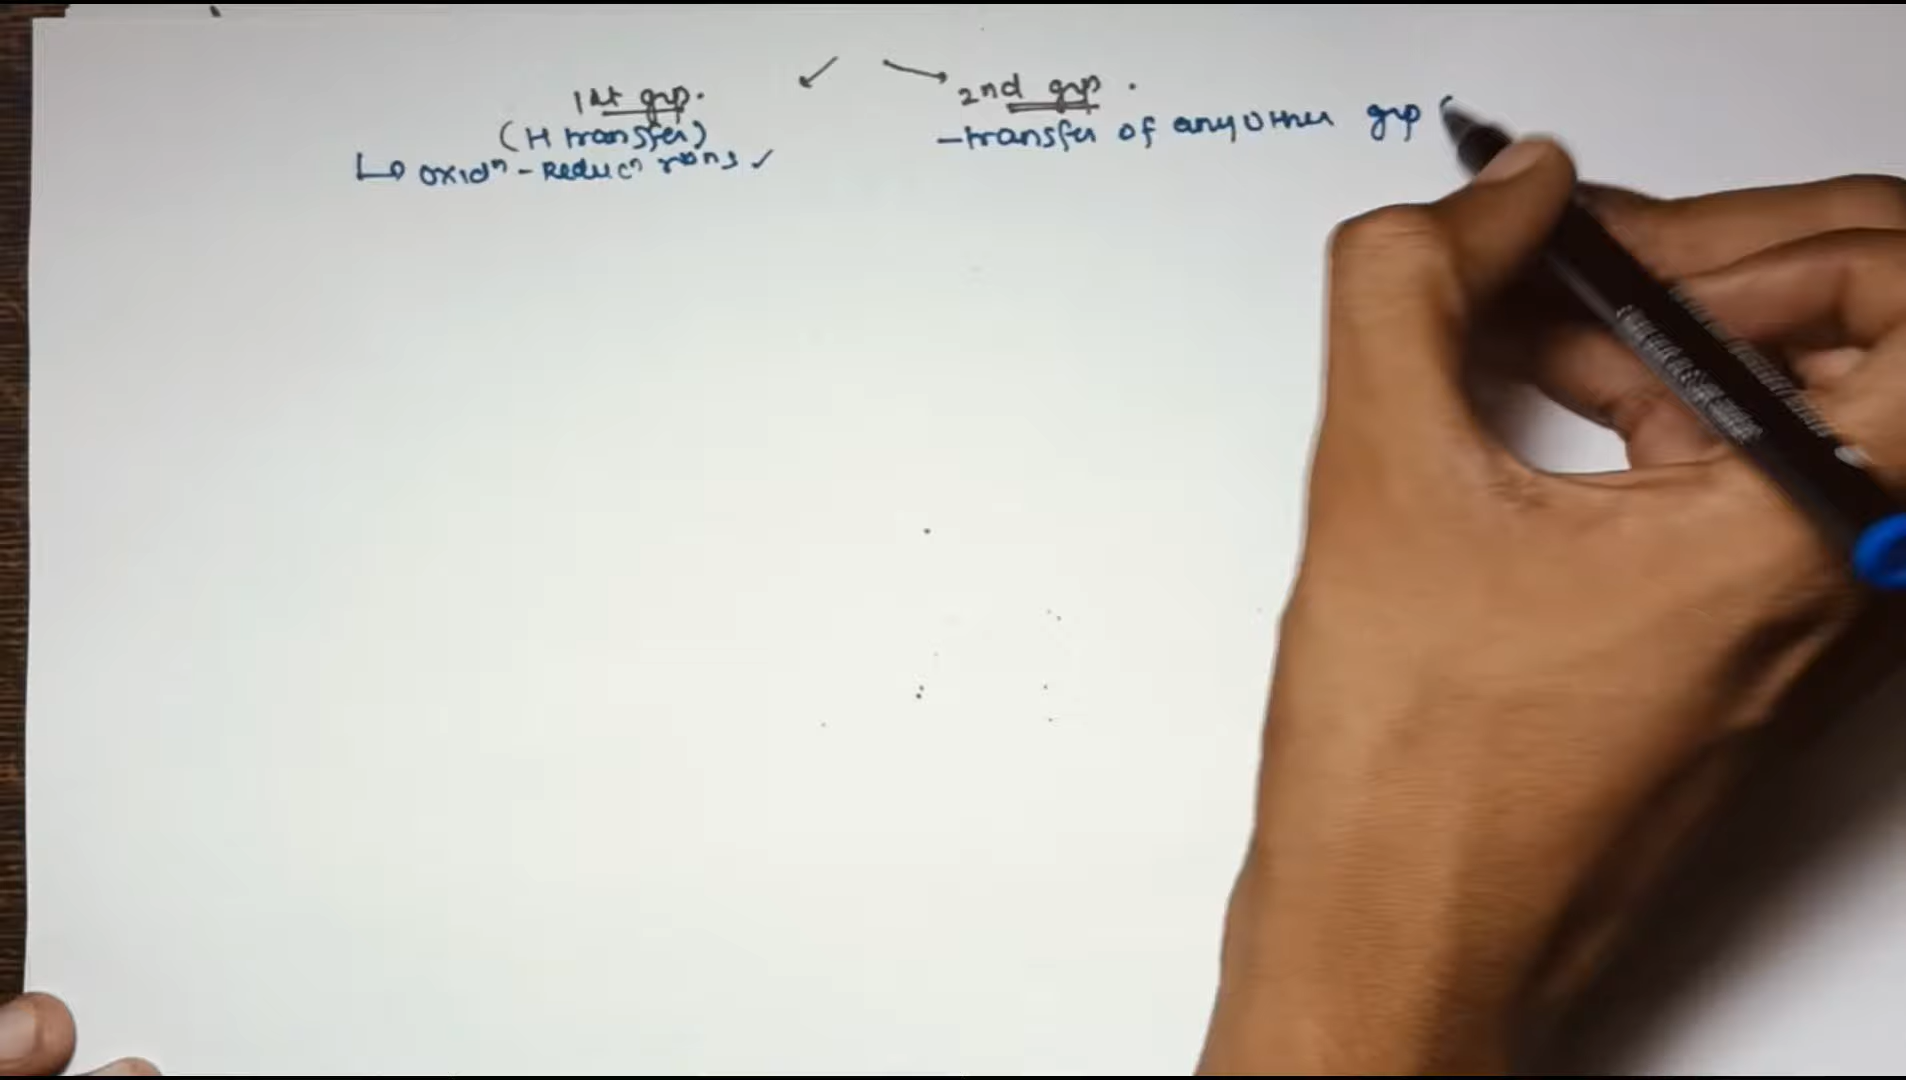 1st grp.
(H transfer)
↳ oxidⁿ - Reducⁿ rxns ✓
2nd grp.
- transfer of any other grp (